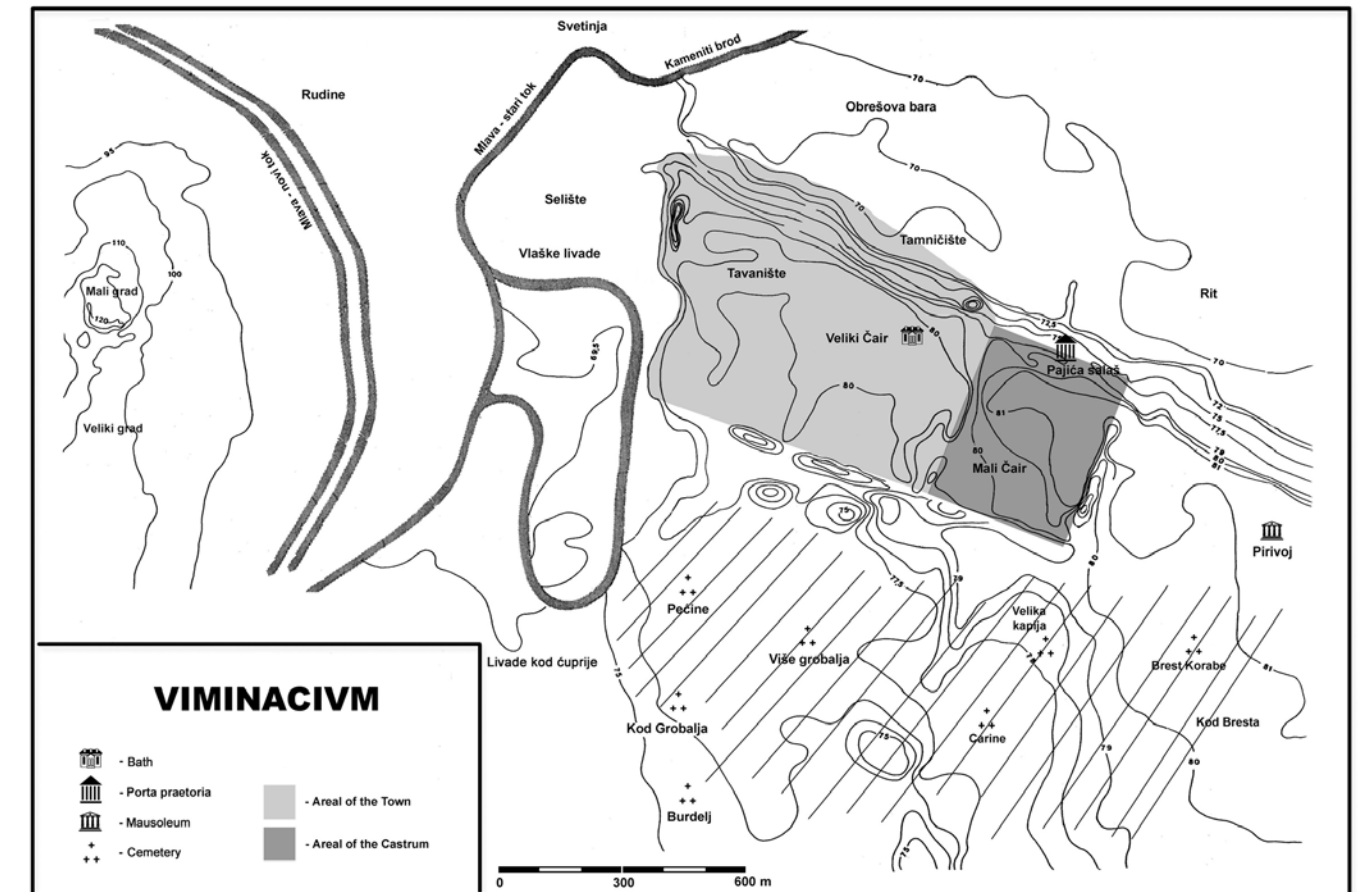 Svetinja
Kameniti brod
Rudine
Mlava - stari tok
Mlava - novi tok
70
Obrešova bara
95
70
Selište
70
Tamničište
Vlaške livade
Tavanište
110
100
Mali grad
120
Rit
72,5
Veliki Čair
80
69,5
Pajića salaš
70
80
81
72
75
77,5
79
80
81
Veliki grad
80
Mali Čair
75
Pirivoj
80
77,5
79
Pećine
Velika
kapija
Više grobalja
Livade kod ćuprije
75
Brest Korabe
81
Kod Grobalja
Carine
Kod Bresta
75
79
80
Burdelj
75
VIMINACIVM
- Bath
- Porta praetoria
- Mausoleum
- Cemetery
- Areal of the Town
- Areal of the Castrum
0 300 600 m